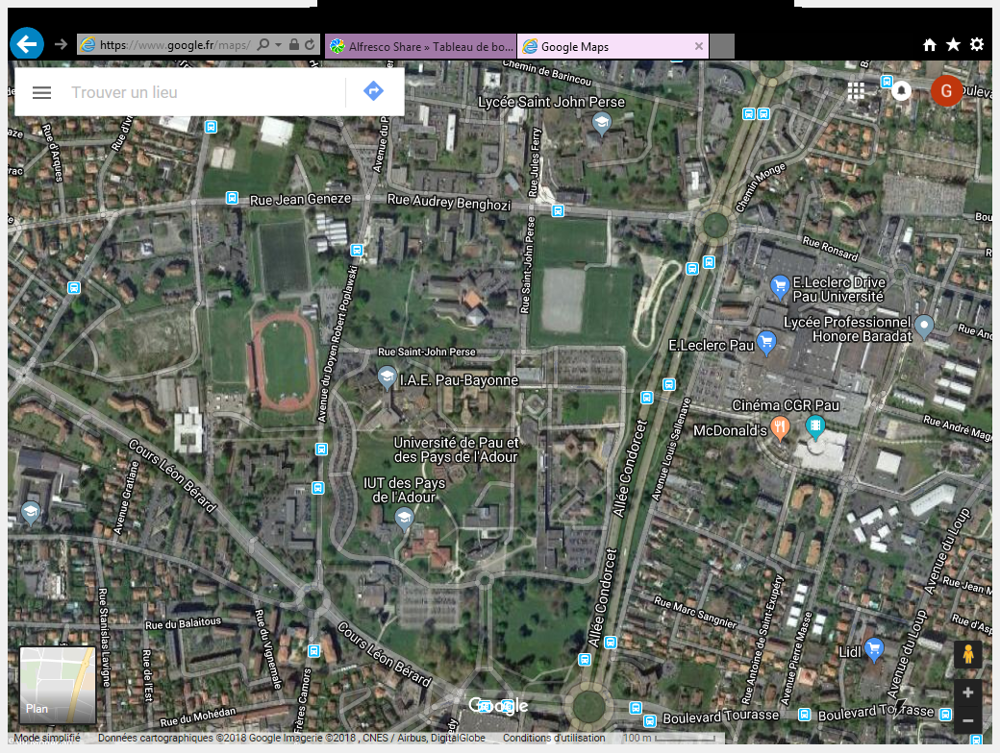 https://www.google.fr/maps/
Alfresco Share » Tableau de bo...
Google Maps
Trouver un lieu
G
Chemin de Barincou
Lycée Saint John Perse
Rue d'Arques
Rue Jules Ferry
Chemin Monge
Rue Jean Geneze
Rue Audrey Benghozi
Rue Saint-John Perse
Rue Ronsard
E.Leclerc Drive
Pau Université
Avenue du Doyen Robert Poplawski
Lycée Professionnel
Honore Baradat
E.Leclerc Pau
Rue Saint-John Perse
I.A.E. Pau-Bayonne
Cinéma CGR Pau
McDonald's
Avenue Louis Sallenave
Allée Condorcet
Université de Pau et
des Pays de l'Adour
Cours Léon Bérard
IUT des Pays
de l'Adour
Avenue Gratiane
Avenue du Loup
Allée Condorcet
Rue Stanislas Lavigne
Rue du Balaitous
Rue du Vignemale
Rue Marc Sangnier
Rue Antoine de Saint-Exupéry
Avenue Pierre Masse
Cours Léon Bérard
Rue de l'Est
Lidl
Avenue du Loup
Plan
Google
Rue du Mohédan
Boulevard Tourasse
Boulevard Tourasse
Mode simplifié
Données cartographiques ©2018 Google Imagerie ©2018 , CNES / Airbus, DigitalGlobe
Conditions d'utilisation
100 m